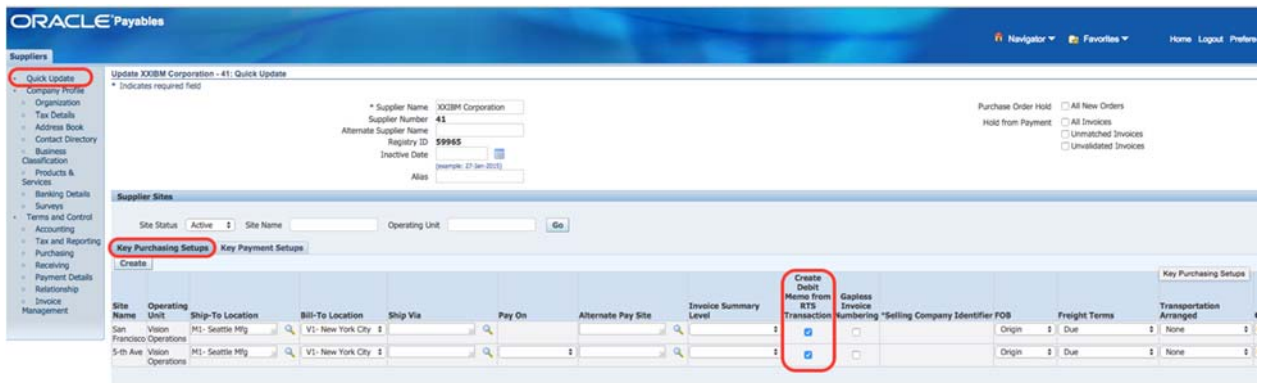 ORACLE Payables
Navigator Favorites Home Logout Prefere
Suppliers
Quick Update
Company Profile
Organization
Tax Details
Address Book
Contact Directory
Business
Classification
Products &
Services
Banking Details
Surveys
Terms and Control
Accounting
Tax and Reporting
Purchasing
Receiving
Payment Details
Relationship
Invoice
Management
Update XXIBM Corporation - 41: Quick Update
* Indicates required field
* Supplier Name XXIBM Corporation
Supplier Number 41
Alternate Supplier Name
Registry ID 59965
Inactive Date
(example: 27-Jan-2015)
Alias
Purchase Order Hold All New Orders
Hold from Payment All Invoices
Unmatched Invoices
Unvalidated Invoices
Supplier Sites
Site Status Active Site Name Operating Unit Go
Key Purchasing Setups Key Payment Setups
Create
Key Purchasing Setups
Site Name
Operating Unit
Ship-To Location
Bill-To Location
Ship Via
Pay On
Alternate Pay Site
Invoice Summary Level
Create Debit Memo from RTS Transaction
Gapless Invoice Numbering
*Selling Company Identifier
FOB
Freight Terms
Transportation Arranged
San Francisco Vision Operations M1- Seattle Mfg V1- New York City Origin Due None
5-th Ave Vision Operations M1- Seattle Mfg V1- New York City Origin Due None